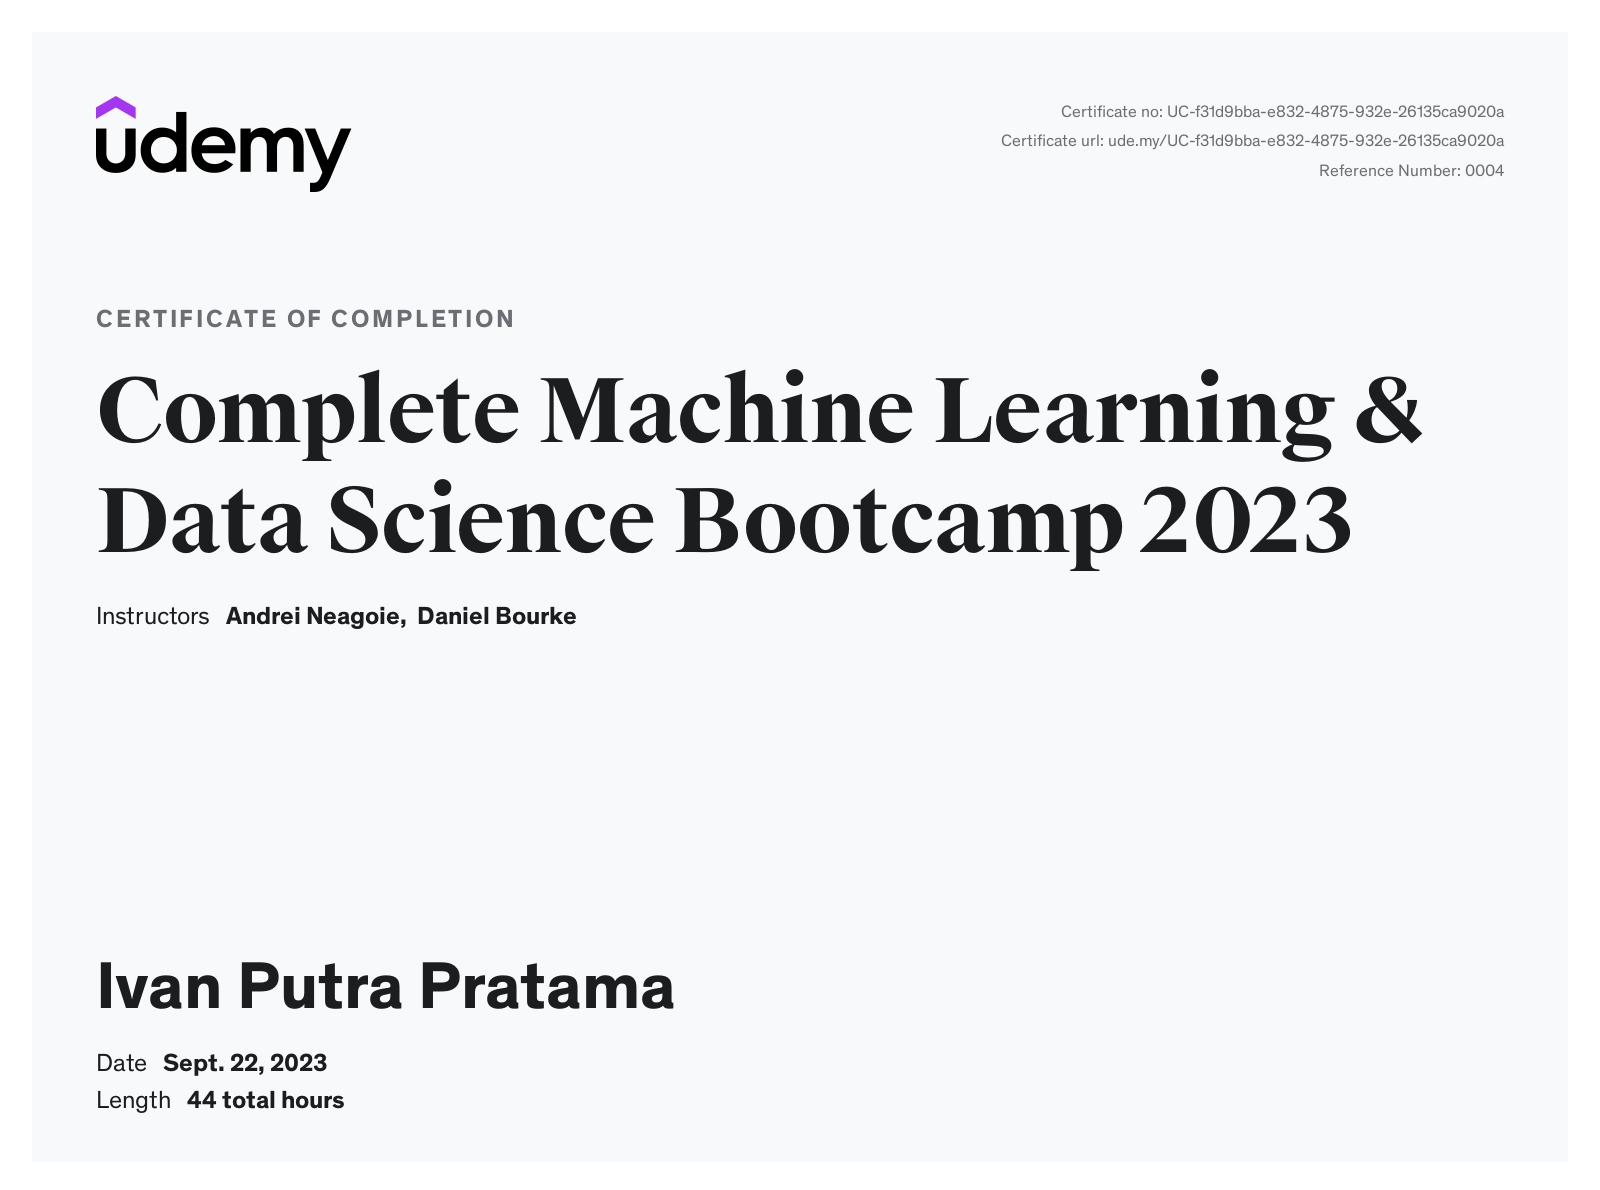 udemy
Certificate no: UC-f31d9bba-e832-4875-932e-26135ca9020a
Certificate url: ude.my/UC-f31d9bba-e832-4875-932e-26135ca9020a
Reference Number: 0004
CERTIFICATE OF COMPLETION
Complete Machine Learning &
Data Science Bootcamp 2023
Instructors Andrei Neagoie, Daniel Bourke
Ivan Putra Pratama
Date Sept. 22, 2023
Length 44 total hours